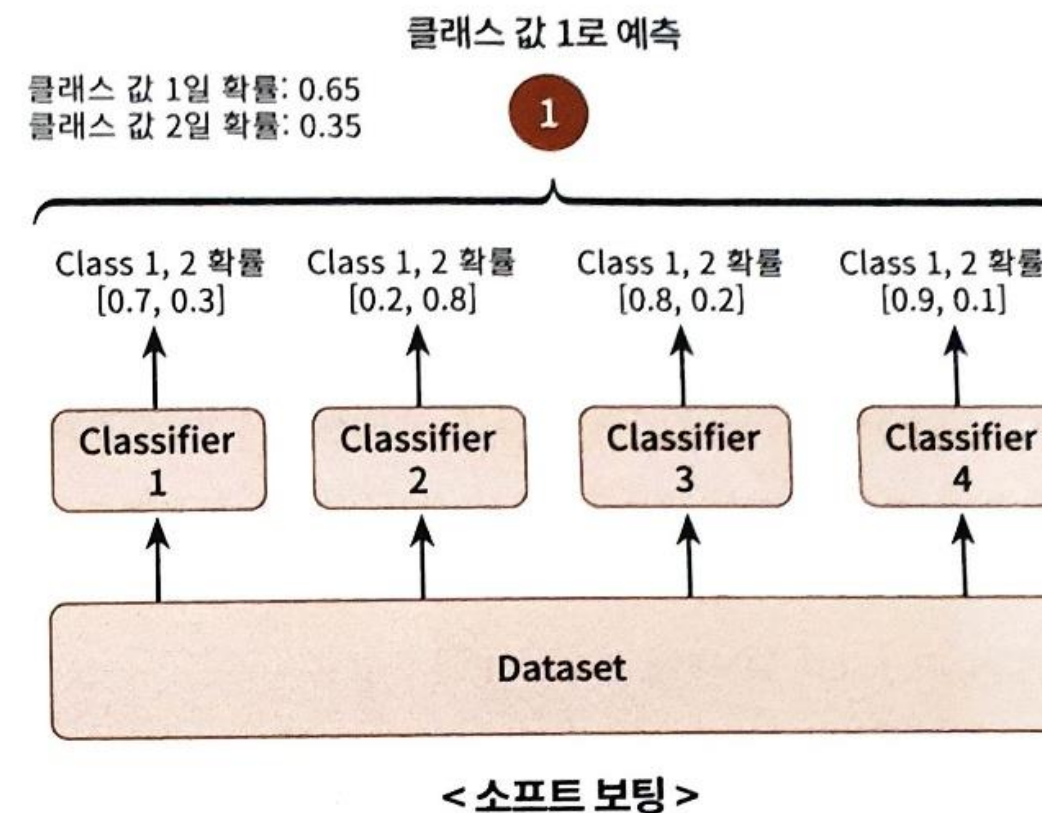 클래스 값 1로 예측
클래스 값 1일 확률: 0.65
클래스 값 2일 확률: 0.35
1
Class 1, 2 확률
[0.7, 0.3]
Class 1, 2 확률
[0.2, 0.8]
Class 1, 2 확률
[0.8, 0.2]
Class 1, 2 확률
[0.9, 0.1]
Classifier
1
Classifier
2
Classifier
3
Classifier
4
Dataset
< 소프트 보팅 >